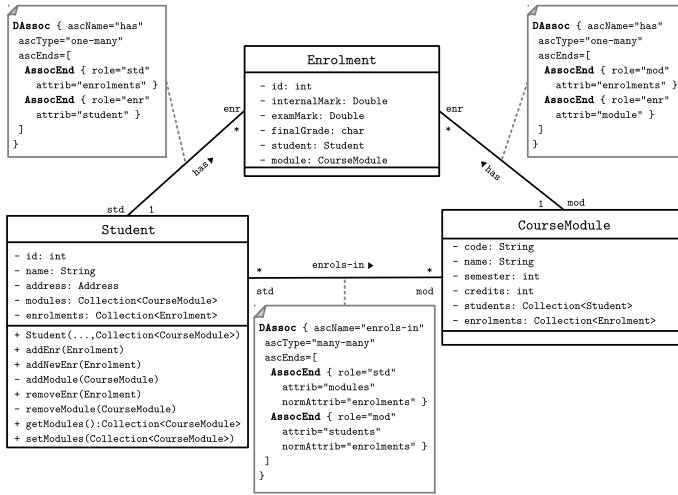 DAssoc { ascName="has"
ascType="one-many"
ascEnds=[
AssocEnd { role="std"
attrib="enrolments" }
AssocEnd { role="enr"
attrib="student" }
]
}
Enrolment
- id: int
- internalMark: Double
- examMark: Double
- finalGrade: char
- student: Student
- module: CourseModule
DAssoc { ascName="has"
ascType="one-many"
ascEnds=[
AssocEnd { role="mod"
attrib="enrolments" }
AssocEnd { role="enr"
attrib="module" }
]
}
enr
*
has
std
1
enr
*
has
1
mod
Student
- id: int
- name: String
- address: Address
- modules: Collection<CourseModule>
- enrolments: Collection<Enrolment>
+ Student(...,Collection<CourseModule>)
+ addEnr(Enrolment)
+ addNewEnr(Enrolment)
- addModule(CourseModule)
+ removeEnr(Enrolment)
- removeModule(CourseModule)
+ getModules():Collection<CourseModule>
+ setModules(Collection<CourseModule>)
* enrols-in *
std mod
CourseModule
- code: String
- name: String
- semester: int
- credits: int
- students: Collection<Student>
- enrolments: Collection<Enrolment>
DAssoc { ascName="enrols-in"
ascType="many-many"
ascEnds=[
AssocEnd { role="std"
attrib="modules"
normAttrib="enrolments" }
AssocEnd { role="mod"
attrib="students"
normAttrib="enrolments" }
]
}